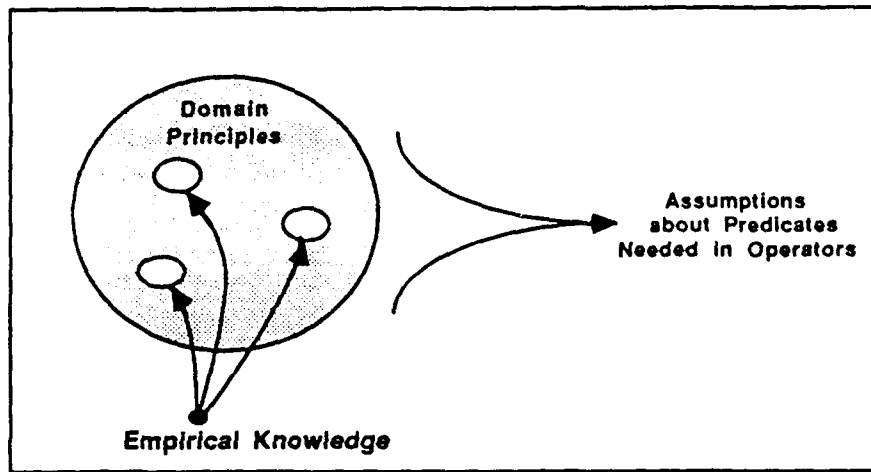 Domain
Principles
Assumptions
about Predicates
Needed in Operators
Empirical Knowledge